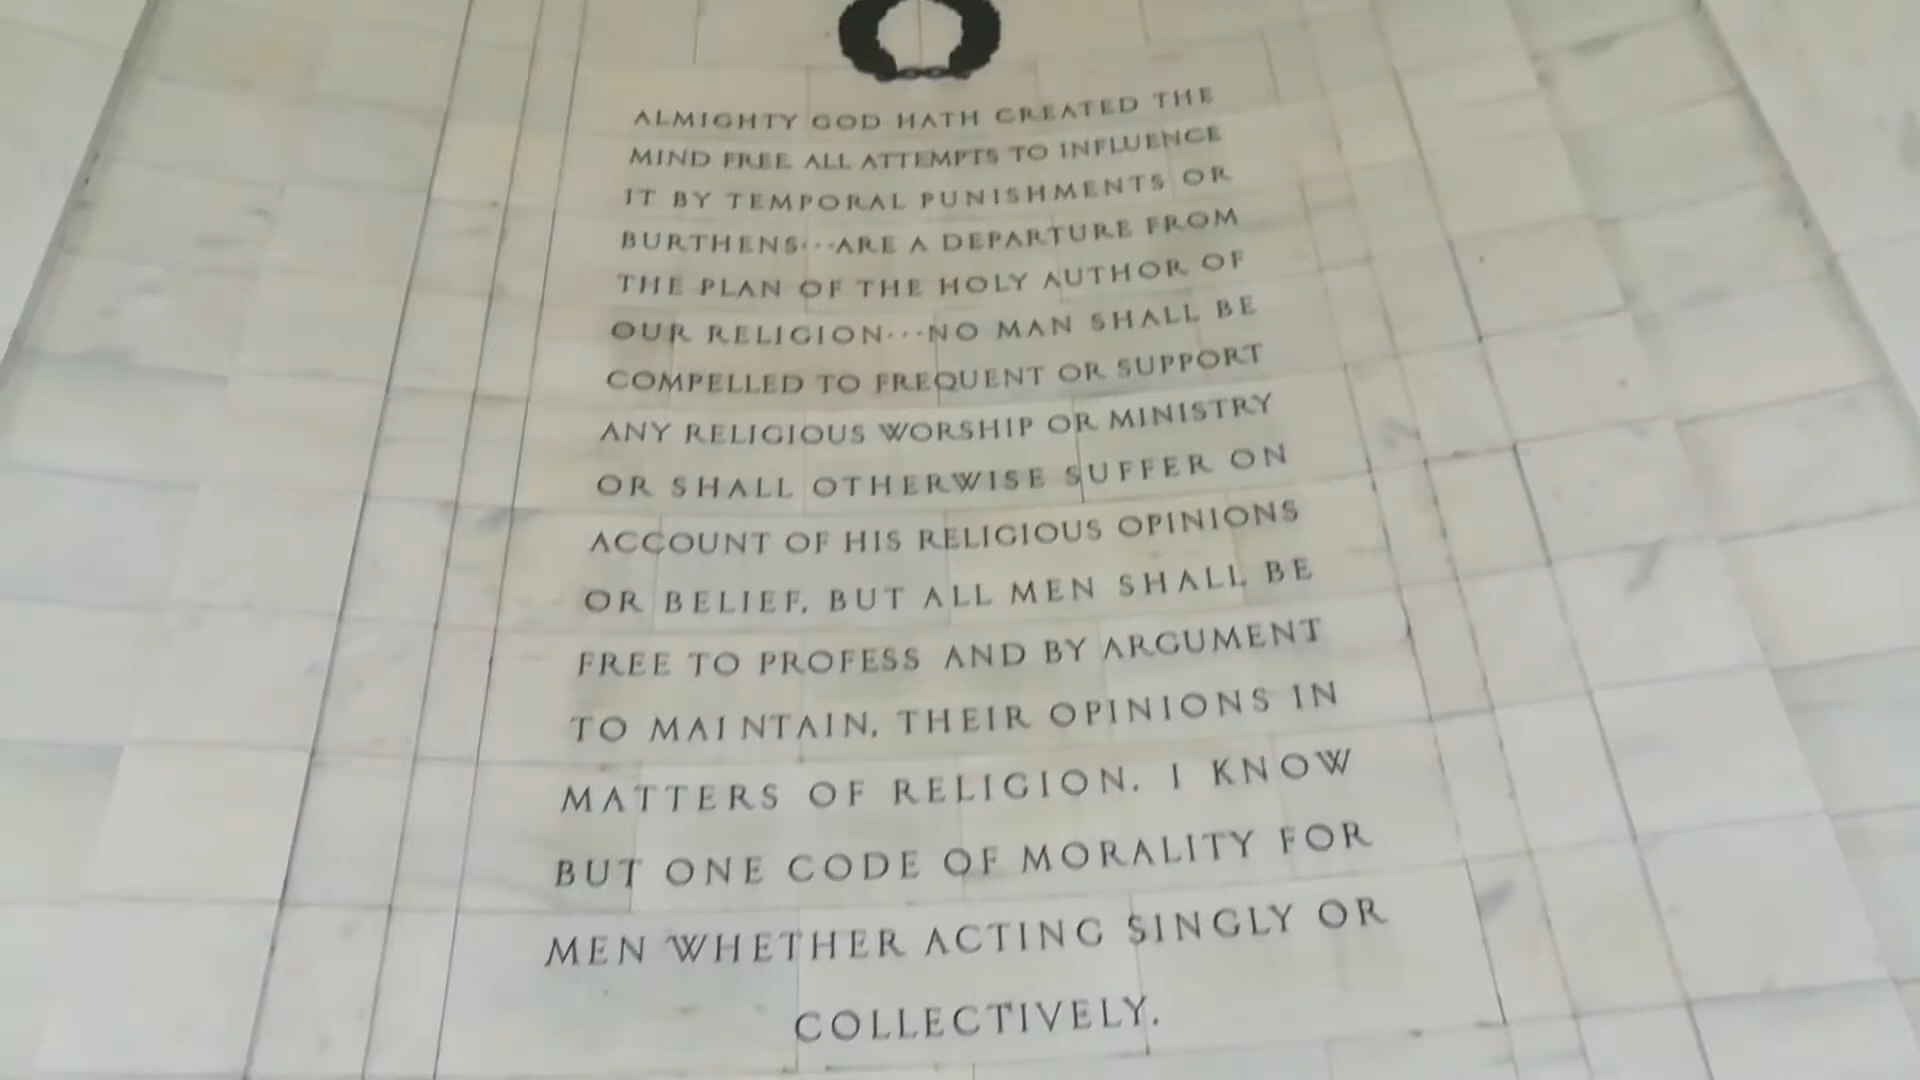 ALMIGHTY GOD HATH CREATED THE
MIND FREE ALL ATTEMPTS TO INFLUENCE
IT BY TEMPORAL PUNISHMENTS OR
BURTHENS···ARE A DEPARTURE FROM
THE PLAN OF THE HOLY AUTHOR OF
OUR RELIGION···NO MAN SHALL BE
COMPELLED TO FREQUENT OR SUPPORT
ANY RELIGIOUS WORSHIP OR MINISTRY
OR SHALL OTHERWISE SUFFER ON
ACCOUNT OF HIS RELIGIOUS OPINIONS
OR BELIEF, BUT ALL MEN SHALL BE
FREE TO PROFESS AND BY ARGUMENT
TO MAINTAIN, THEIR OPINIONS IN
MATTERS OF RELIGION. I KNOW
BUT ONE CODE OF MORALITY FOR
MEN WHETHER ACTING SINGLY OR
COLLECTIVELY.